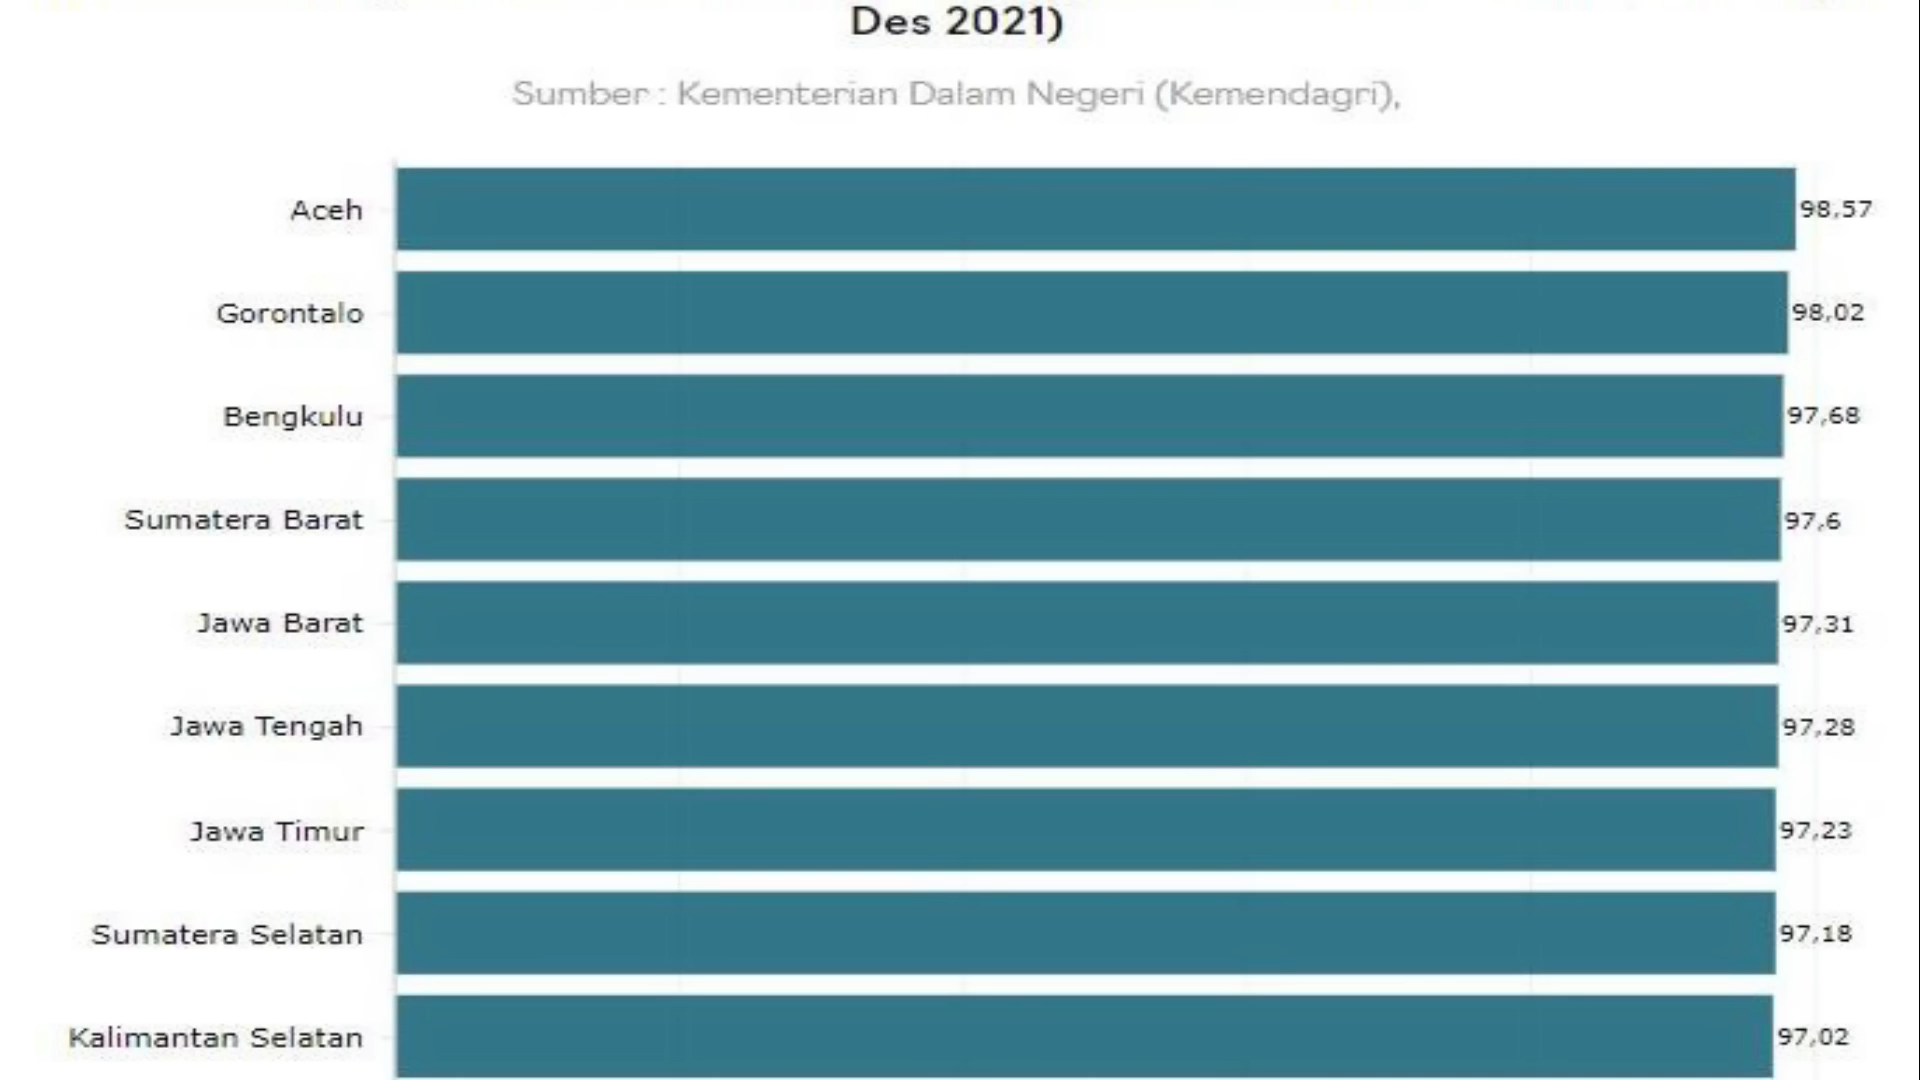 Des 2021)
Sumber : Kementerian Dalam Negeri (Kemendagri),
Aceh 98,57
Gorontalo 98,02
Bengkulu 97,68
Sumatera Barat 97,6
Jawa Barat 97,31
Jawa Tengah 97,28
Jawa Timur 97,23
Sumatera Selatan 97,18
Kalimantan Selatan 97,02